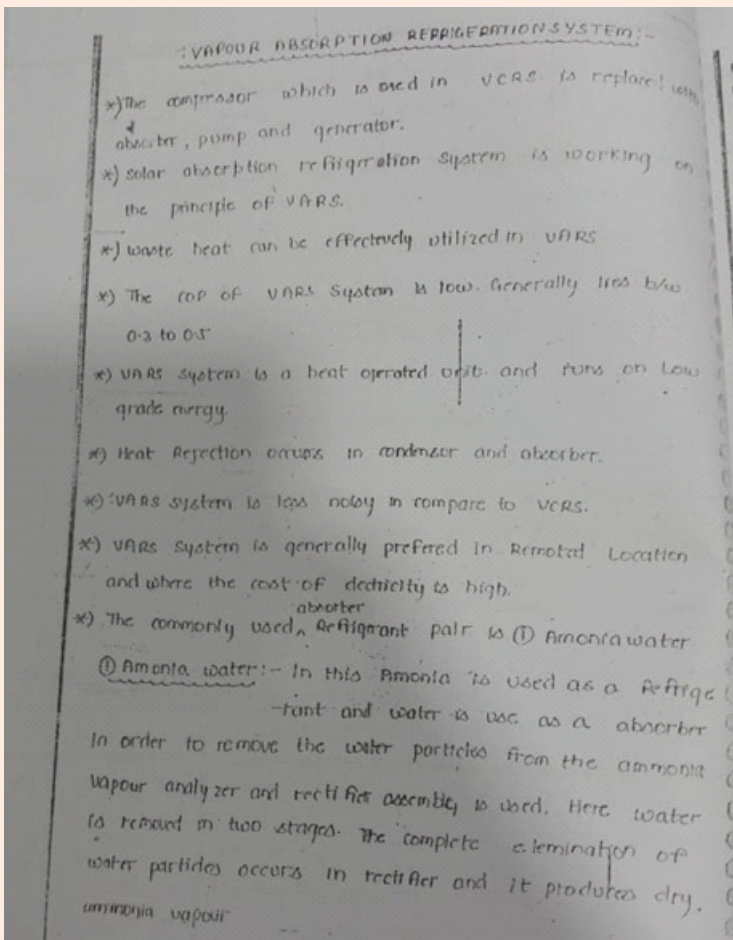 :VAPOUR ABSORPTION REFRIGERATION SYSTEM:-
*) The compressor which is used in VCRS is replaced with
absorber, pump and generator.
*) Solar absorption refrigeration system is working on
the principle of VARS.
*) waste heat can be effectively utilized in VARS
*) The COP OF VARS System is low. Generally lies b/w
0.3 to 0.5
*) VARS system is a heat operated unit. and runs on Low
grade energy.
*) Heat Rejection occurs in condensor and absorber.
*) VARS system is less noisy in compare to VCRS.
*) VARS system is generally prefered in Remoted Location
and where the cost of electricity is high.
absorber
*) The commonly used ^ Refrigrant pair is ① Amonia water
① Amonia water:- In this Amonia is used as a Refrige
-rant and water is use as a absorber
In order to remove the water particles from the ammonia
vapour analyzer and rectifier assembly is used. Here water
is removed in two stages. The complete elemination of
water particles occurs in rectifier and it produces dry.
ammonia vapour